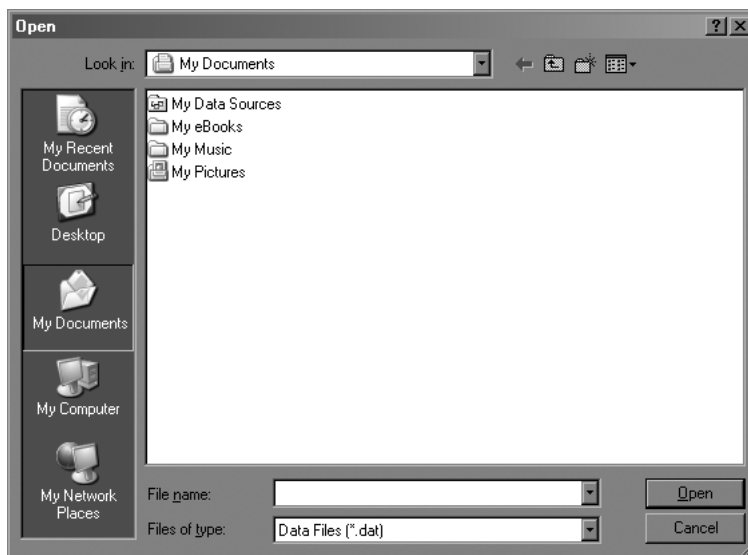 Open
Look in: My Documents
My Data Sources
My eBooks
My Music
My Pictures
My Recent
Documents
Desktop
My Documents
My Computer
My Network
Places
File name:
Open
Files of type: Data Files (*.dat)
Cancel